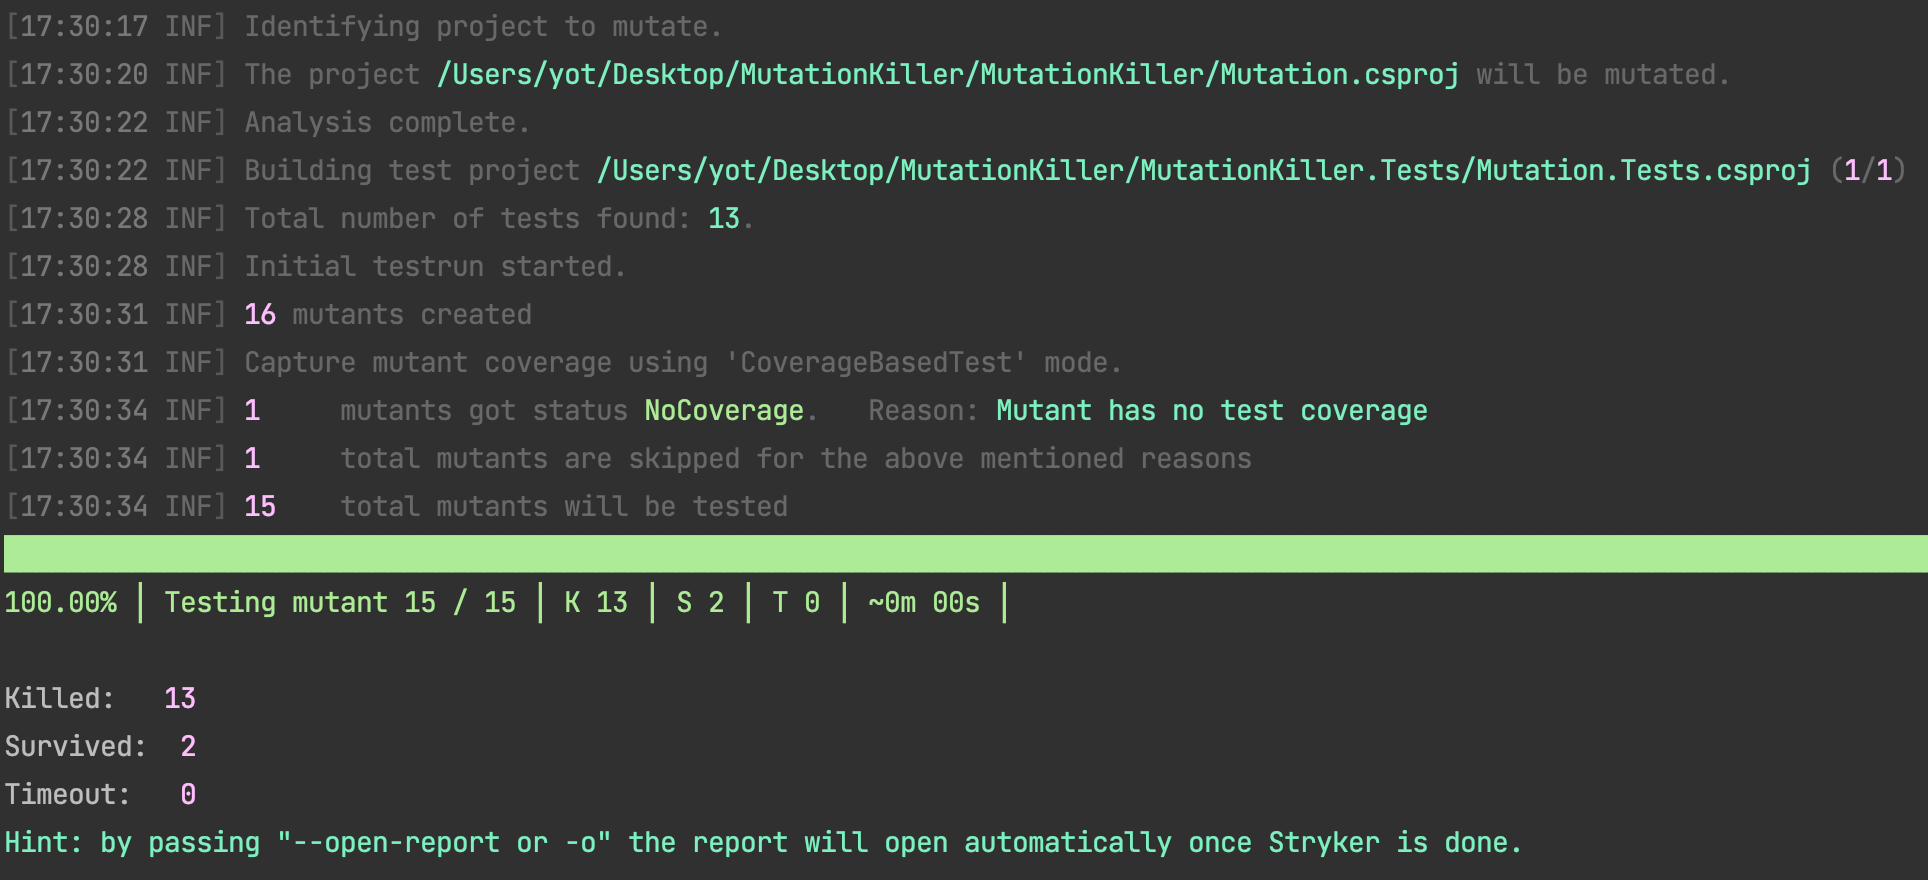 [17:30:17 INF] Identifying project to mutate.
[17:30:20 INF] The project /Users/yot/Desktop/MutationKiller/MutationKiller/Mutation.csproj will be mutated.
[17:30:22 INF] Analysis complete.
[17:30:22 INF] Building test project /Users/yot/Desktop/MutationKiller/MutationKiller.Tests/Mutation.Tests.csproj (1/1)
[17:30:28 INF] Total number of tests found: 13.
[17:30:28 INF] Initial testrun started.
[17:30:31 INF] 16 mutants created
[17:30:31 INF] Capture mutant coverage using 'CoverageBasedTest' mode.
[17:30:34 INF] 1     mutants got status NoCoverage.   Reason: Mutant has no test coverage
[17:30:34 INF] 1     total mutants are skipped for the above mentioned reasons
[17:30:34 INF] 15    total mutants will be tested
100.00% │ Testing mutant 15 / 15 │ K 13 │ S 2 │ T 0 │ ~0m 00s │
Killed:   13
Survived:  2
Timeout:   0
Hint: by passing "--open-report or -o" the report will open automatically once Stryker is done.